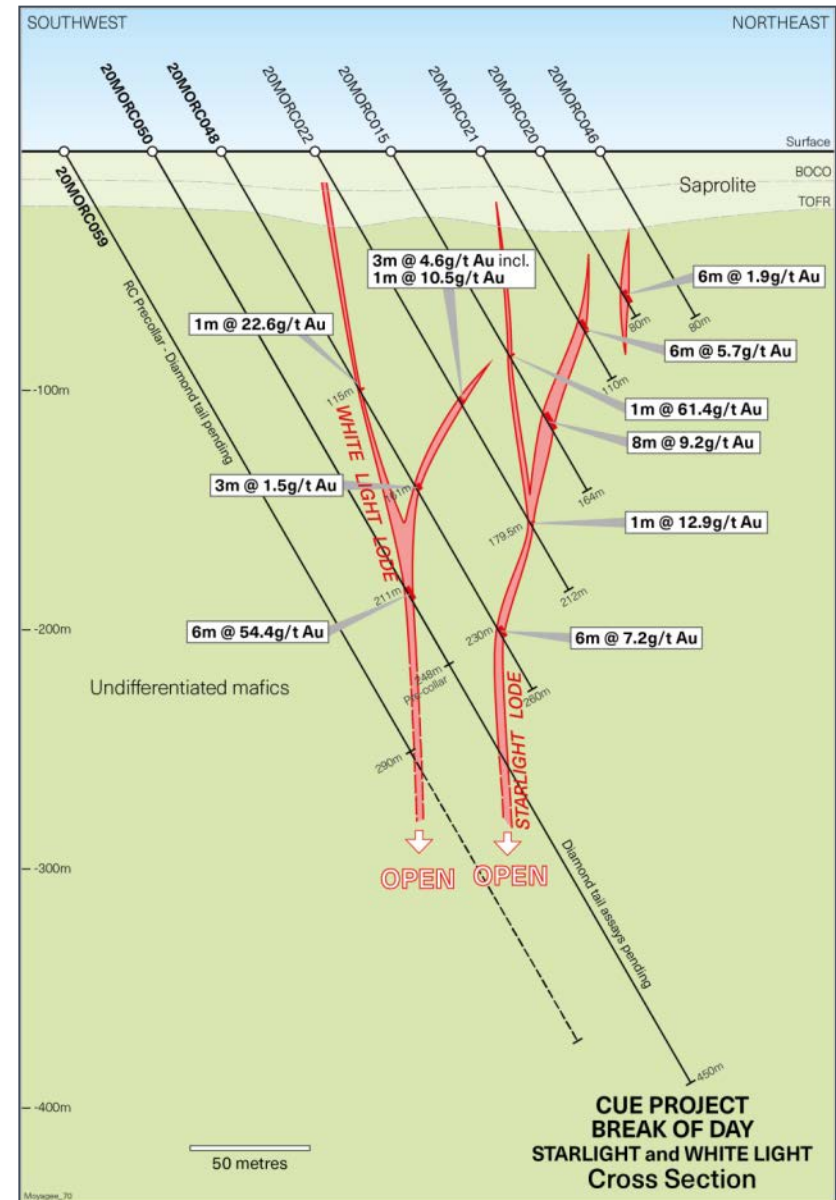 SOUTHWEST
NORTHEAST
20MORC059
20MORC050
20MORC048
20MORC022
20MORC015
20MORC021
20MORC020
20MORC046
Surface
BOCO
Saprolite
TOFR
3m @ 4.6g/t Au incl.
1m @ 10.5g/t Au
6m @ 1.9g/t Au
RC Precollar - Diamond tail pending
1m @ 22.6g/t Au
80m
80m
6m @ 5.7g/t Au
110m
-100m
115m
1m @ 61.4g/t Au
WHITE LIGHT LODE
8m @ 9.2g/t Au
3m @ 1.5g/t Au
161m
164m
179.5m
1m @ 12.9g/t Au
211m
212m
-200m
6m @ 54.4g/t Au
230m
6m @ 7.2g/t Au
248m
Pre-collar
260m
Undifferentiated mafics
STARLIGHT LODE
290m
-300m
OPEN
OPEN
Diamond tail assays pending
450m
-400m
50 metres
CUE PROJECT
BREAK OF DAY
STARLIGHT and WHITE LIGHT
Cross Section
Moyagee_70